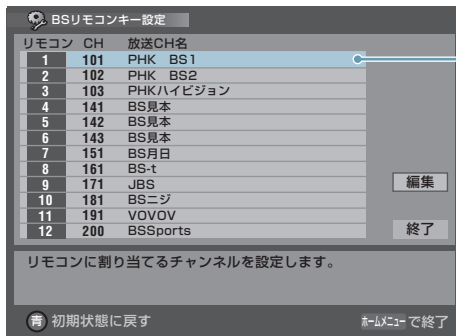 BSリモコンキー設定
リモコン CH 放送CH名
1 101 PHK BS1
2 102 PHK BS2
3 103 PHKハイビジョン
4 141 BS見本
5 142 BS見本
6 143 BS見本
7 151 BS月日
8 161 BS-t
9 171 JBS
10 181 BSニジ
11 191 VOVOV
12 200 BSSports
編集
終了
リモコンに割り当てるチャンネルを設定します。
青 初期状態に戻す
ホームメニューで終了